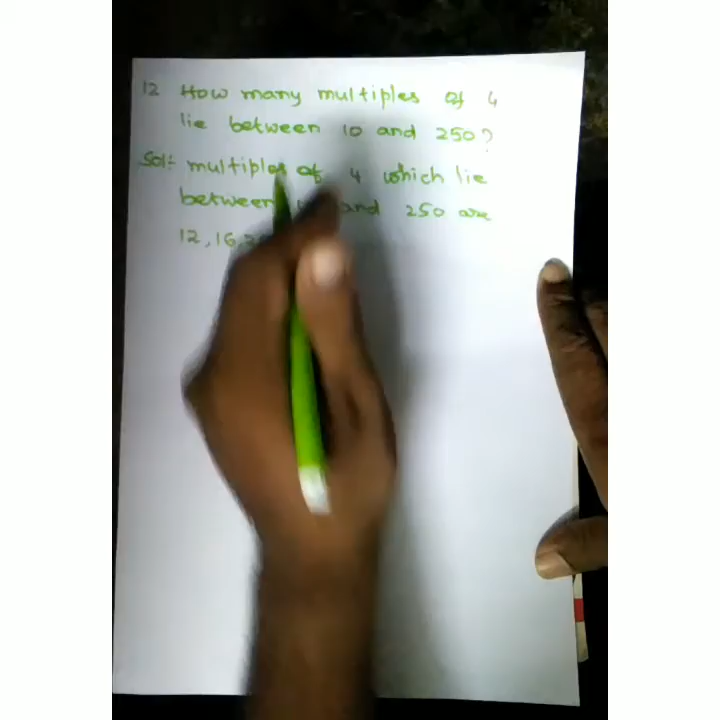 12 How many multiples of 4
lie between 10 and 250?
Sol:- multiples of 4 which lie
between and 250 are
12, 16,